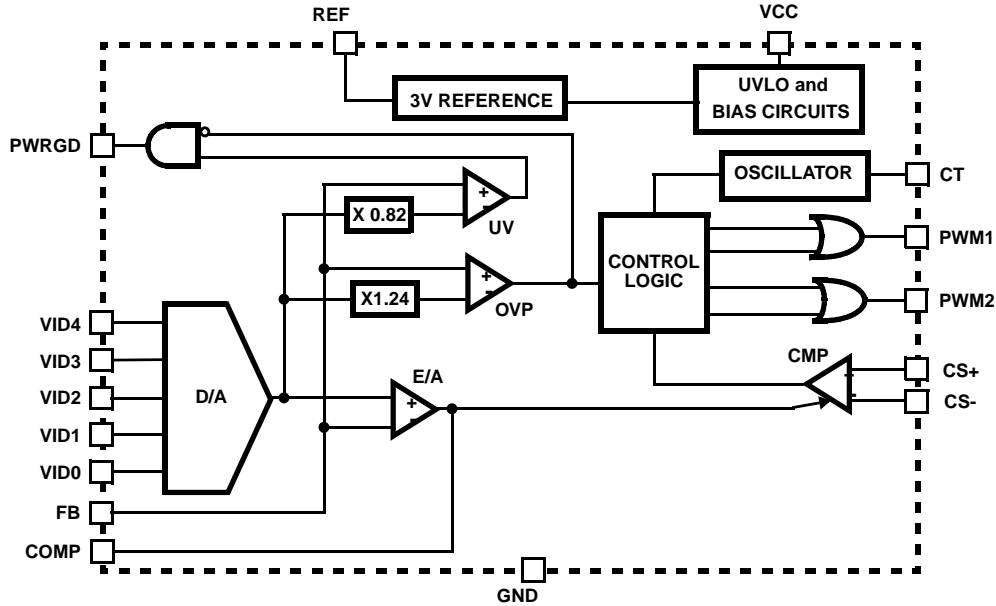 REF
VCC
3V REFERENCE
UVLO and
BIAS CIRCUITS
PWRGD
OSCILLATOR
CT
+
-
X 0.82
UV
CONTROL
LOGIC
PWM1
+
-
X1.24
OVP
PWM2
VID4
VID3
VID2
VID1
VID0
D/A
E/A
+
-
CMP
+
-
CS+
CS-
FB
COMP
GND